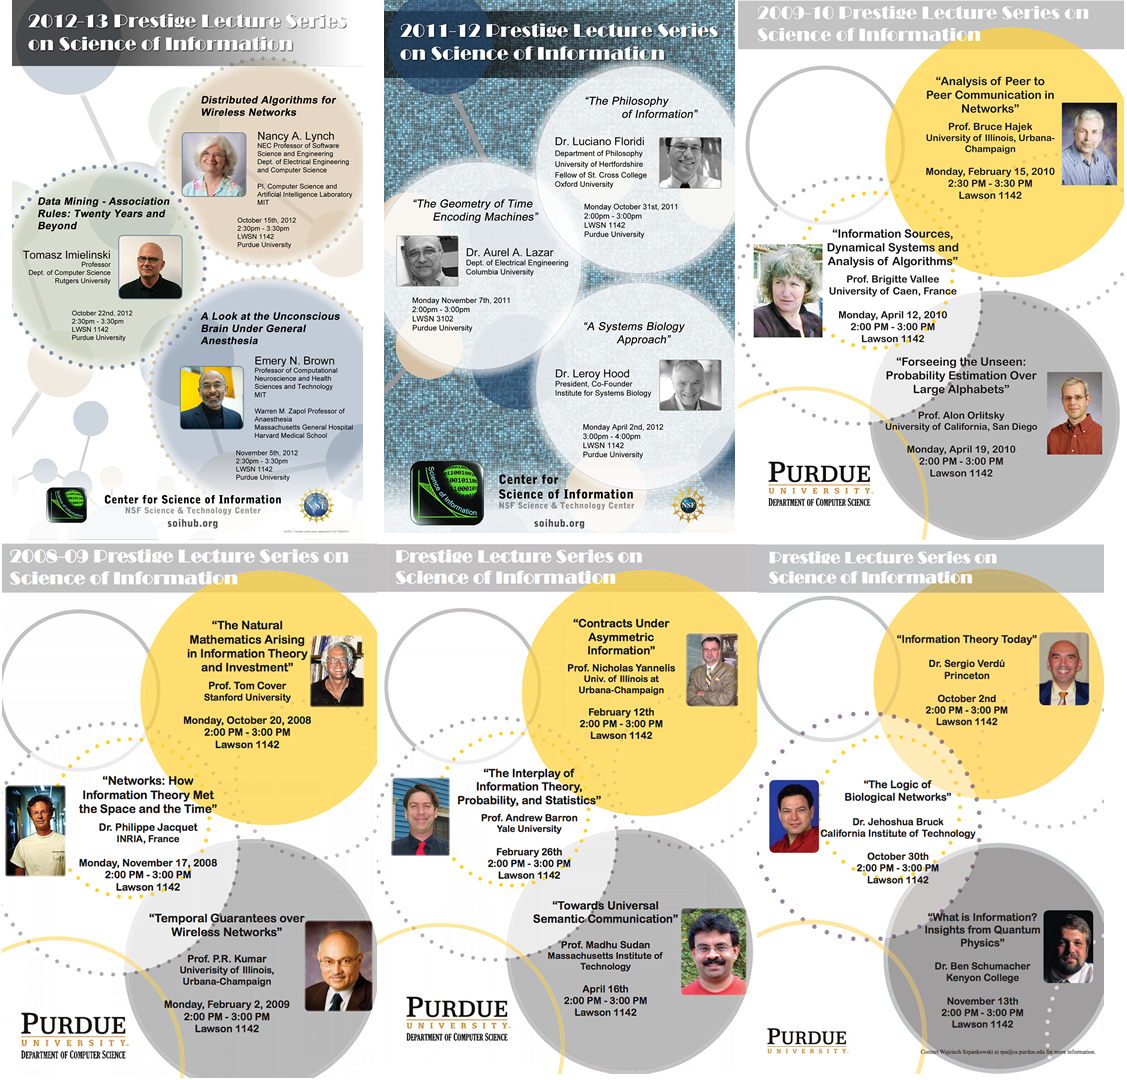 2012-13 Prestige Lecture Series
on Science of Information
Distributed Algorithms for
Wireless Networks
Nancy A. Lynch
NEC Professor of Software
Science and Engineering
Dept. of Electrical Engineering
and Computer Science
PI, Computer Science and
Artificial Intelligence Laboratory
MIT
October 15th, 2012
2:30pm - 3:30pm
LWSN 1142
Purdue University
Data Mining - Association
Rules: Twenty Years and
Beyond
Tomasz Imielinski
Professor
Dept. of Computer Science
Rutgers University
October 22nd, 2012
2:30pm - 3:30pm
LWSN 1142
Purdue University
A Look at the Unconscious
Brain Under General
Anesthesia
Emery N. Brown
Professor of Computational
Neuroscience and Health
Sciences and Technology
MIT
Warren M. Zapol Professor of
Anaesthesia
Massachusetts General Hospital
Harvard Medical School
November 5th, 2012
2:30pm - 3:30pm
LWSN 1142
Purdue University
Center for Science of Information
NSF Science & Technology Center
soihub.org
NSF
2011-12 Prestige Lecture Series
on Science of Information
"The Philosophy
of Information"
Dr. Luciano Floridi
Department of Philosophy
University of Hertfordshire
Fellow of St. Cross College
Oxford University
Monday October 31st, 2011
2:00pm - 3:00pm
LWSN 1142
Purdue University
"The Geometry of Time
Encoding Machines"
Dr. Aurel A. Lazar
Dept. of Electrical Engineering
Columbia University
Monday November 7th, 2011
2:00pm - 3:00pm
LWSN 3102
Purdue University
"A Systems Biology
Approach"
Dr. Leroy Hood
President, Co-Founder
Institute for Systems Biology
Monday April 2nd, 2012
3:00pm - 4:00pm
LWSN 1142
Purdue University
Science of Information
Center for
Science of Information
NSF Science & Technology Center
soihub.org
NSF
2009-10 Prestige Lecture Series on
Science of Information
"Analysis of Peer to
Peer Communication in
Networks"
Prof. Bruce Hajek
University of Illinois, Urbana-
Champaign
Monday, February 15, 2010
2:30 PM - 3:30 PM
Lawson 1142
"Information Sources,
Dynamical Systems and
Analysis of Algorithms"
Prof. Brigitte Vallee
University of Caen, France
Monday, April 12, 2010
2:00 PM - 3:00 PM
Lawson 1142
"Forseeing the Unseen:
Probability Estimation Over
Large Alphabets"
Prof. Alon Orlitsky
University of California, San Diego
Monday, April 19, 2010
2:00 PM - 3:00 PM
Lawson 1142
PURDUE
UNIVERSITY
DEPARTMENT OF COMPUTER SCIENCE
2008-09 Prestige Lecture Series on
Science of Information
"The Natural
Mathematics Arising
in Information Theory
and Investment"
Prof. Tom Cover
Stanford University
Monday, October 20, 2008
2:00 PM - 3:00 PM
Lawson 1142
"Networks: How
Information Theory Met
the Space and the Time"
Dr. Philippe Jacquet
INRIA, France
Monday, November 17, 2008
2:00 PM - 3:00 PM
Lawson 1142
"Temporal Guarantees over
Wireless Networks"
Prof. P.R. Kumar
Univerisity of Illinois,
Urbana-Champaign
Monday, February 2, 2009
2:00 PM - 3:00 PM
Lawson 1142
PURDUE
UNIVERSITY
DEPARTMENT OF COMPUTER SCIENCE
Prestige Lecture Series on
Science of Information
"Contracts Under
Asymmetric
Information"
Prof. Nicholas Yannelis
Univ. of Illinois at
Urbana-Champaign
February 12th
2:00 PM - 3:00 PM
Lawson 1142
"The Interplay of
Information Theory,
Probability, and Statistics"
Prof. Andrew Barron
Yale University
February 26th
2:00 PM - 3:00 PM
Lawson 1142
"Towards Universal
Semantic Communication"
Prof. Madhu Sudan
Massachusetts Institute of
Technology
April 16th
2:00 PM - 3:00 PM
Lawson 1142
PURDUE
UNIVERSITY
DEPARTMENT OF COMPUTER SCIENCE
Prestige Lecture Series on
Science of Information
"Information Theory Today"
Dr. Sergio Verdú
Princeton
October 2nd
2:00 PM - 3:00 PM
Lawson 1142
"The Logic of
Biological Networks"
Dr. Jehoshua Bruck
California Institute of Technology
October 30th
2:00 PM - 3:00 PM
Lawson 1142
"What is Information?
Insights from Quantum
Physics"
Dr. Ben Schumacher
Kenyon College
November 13th
2:00 PM - 3:00 PM
Lawson 1142
PURDUE
UNIVERSITY
Contact Wojciech Szpankowski at spa@cs.purdue.edu for more information.